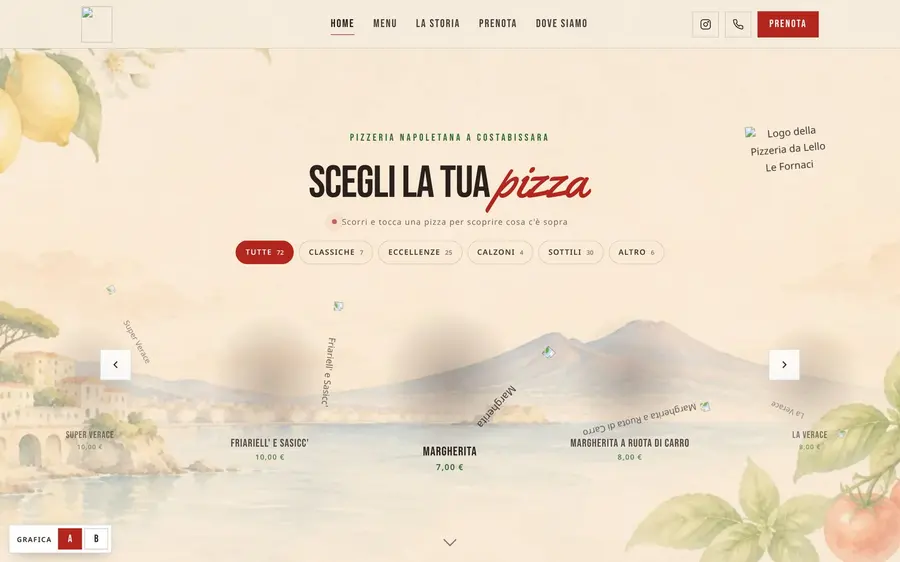 HOME MENU LA STORIA PRENOTA DOVE SIAMO PRENOTA
PIZZERIA NAPOLETANA A COSTABISSARA
Logo della
Pizzeria da Lello
Le Fornaci
SCEGLI LA TUA pizza
Scorri e tocca una pizza per scoprire cosa c'è sopra
TUTTE 72 CLASSICHE 7 ECCELLENZE 25 CALZONI 4 SOTTILI 30 ALTRO 6
Super Verace
Friariell' e Sasicc'
Margherita
Margherita a Ruota di Carro
La Verace
SUPER VERACE
10,00 €
FRIARIELL' E SASICC'
10,00 €
MARGHERITA
7,00 €
MARGHERITA A RUOTA DI CARRO
8,00 €
LA VERACE
9,00 €
GRAFICA A B